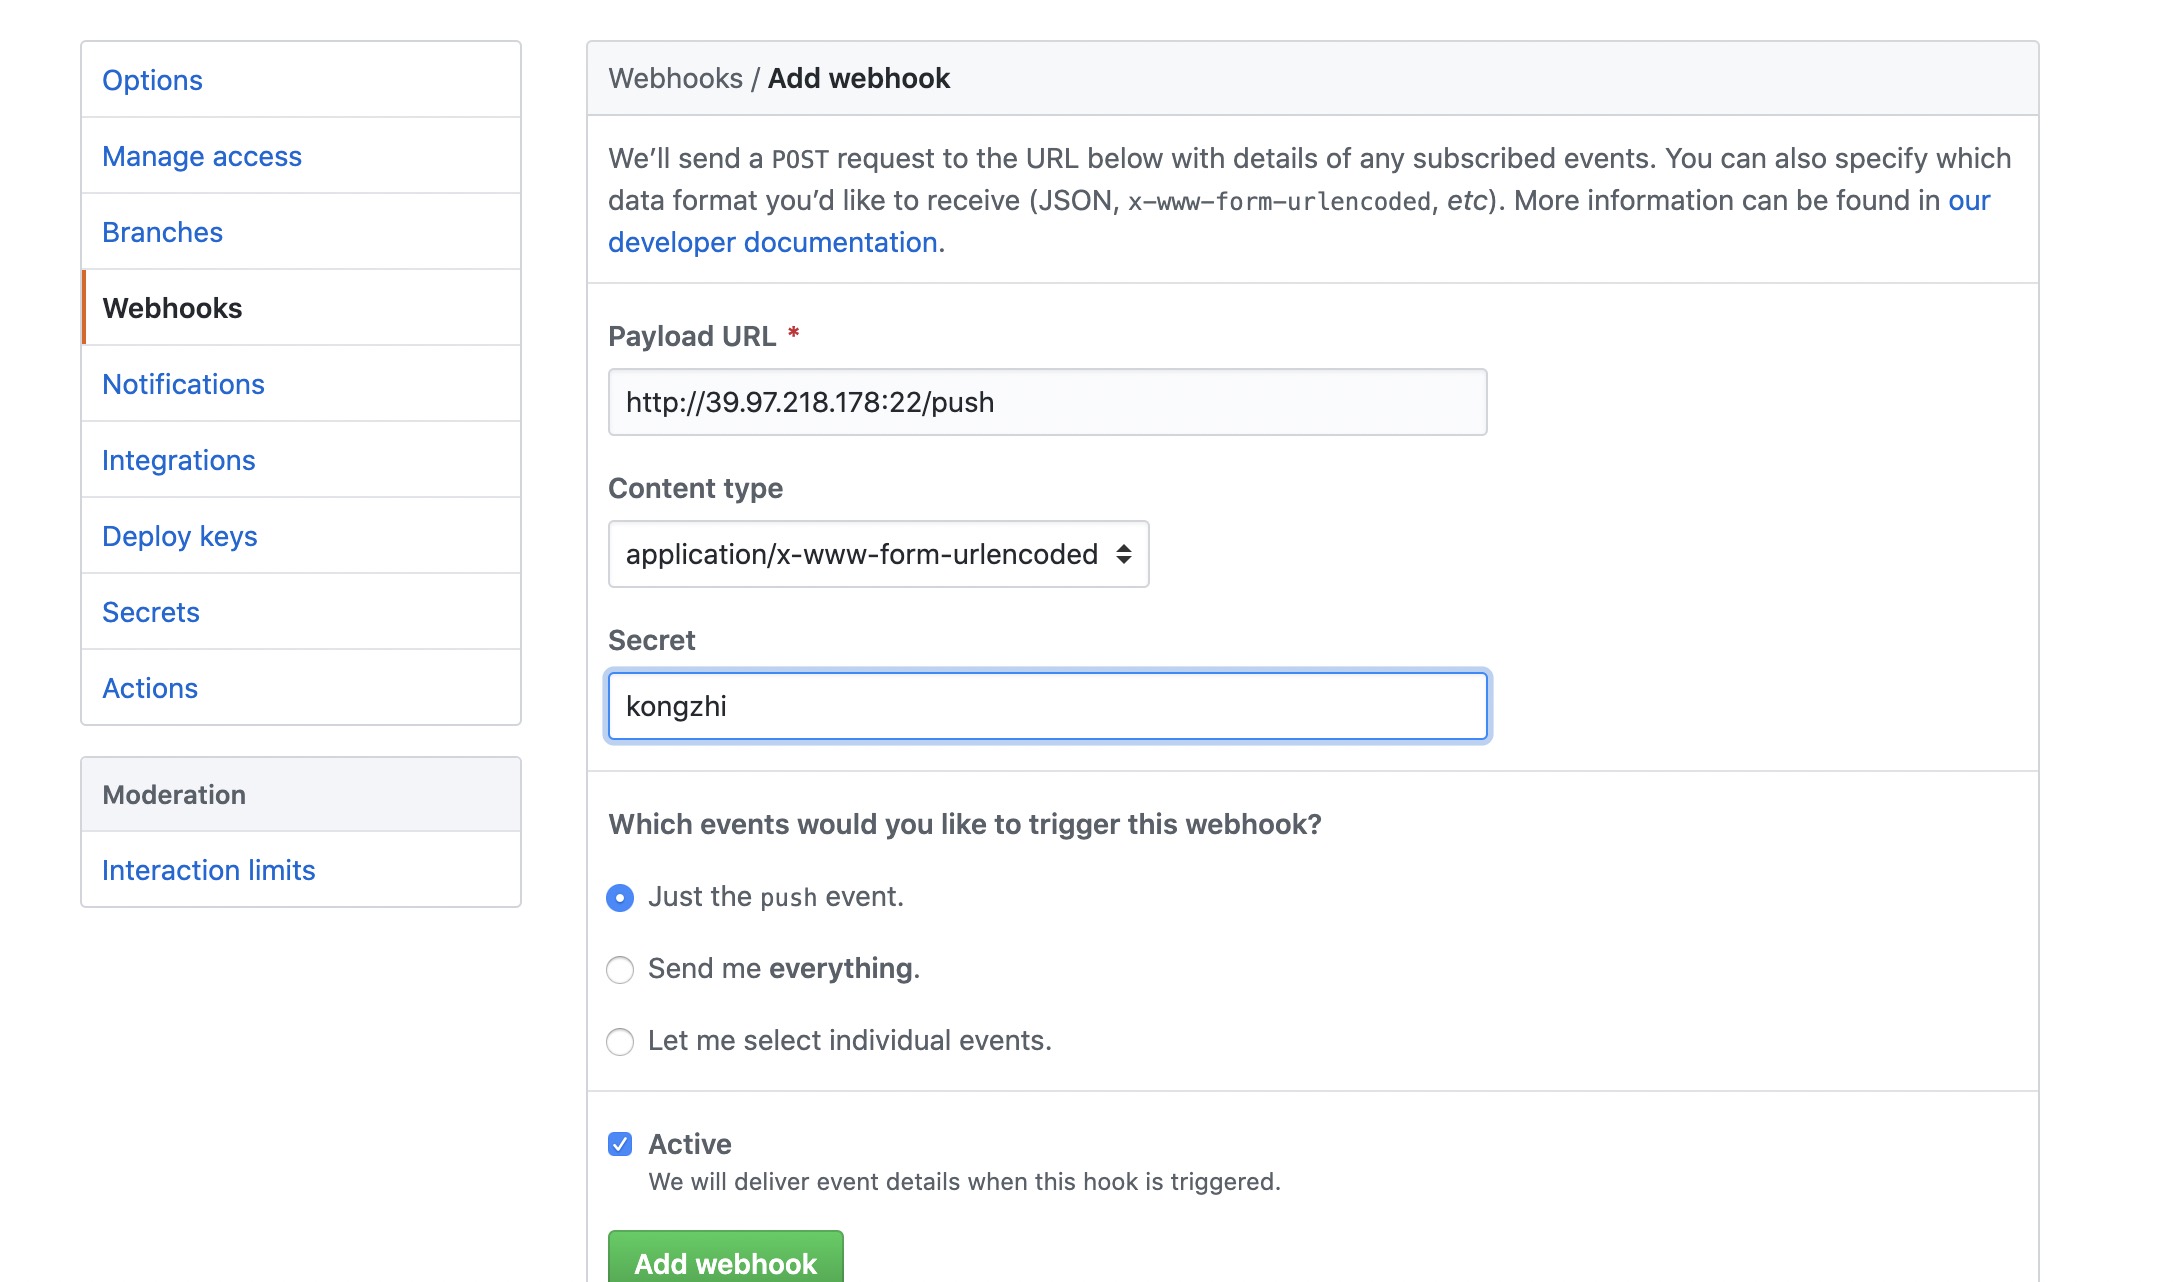 Options
Manage access
Branches
Webhooks
Notifications
Integrations
Deploy keys
Secrets
Actions
Moderation
Interaction limits
Webhooks / Add webhook
We’ll send a POST request to the URL below with details of any subscribed events. You can also specify which
data format you’d like to receive (JSON, x-www-form-urlencoded, etc). More information can be found in our
developer documentation.
Payload URL *
http://39.97.218.178:22/push
Content type
application/x-www-form-urlencoded
Secret
kongzhi
Which events would you like to trigger this webhook?
Just the push event.
Send me everything.
Let me select individual events.
Active
We will deliver event details when this hook is triggered.
Add webhook